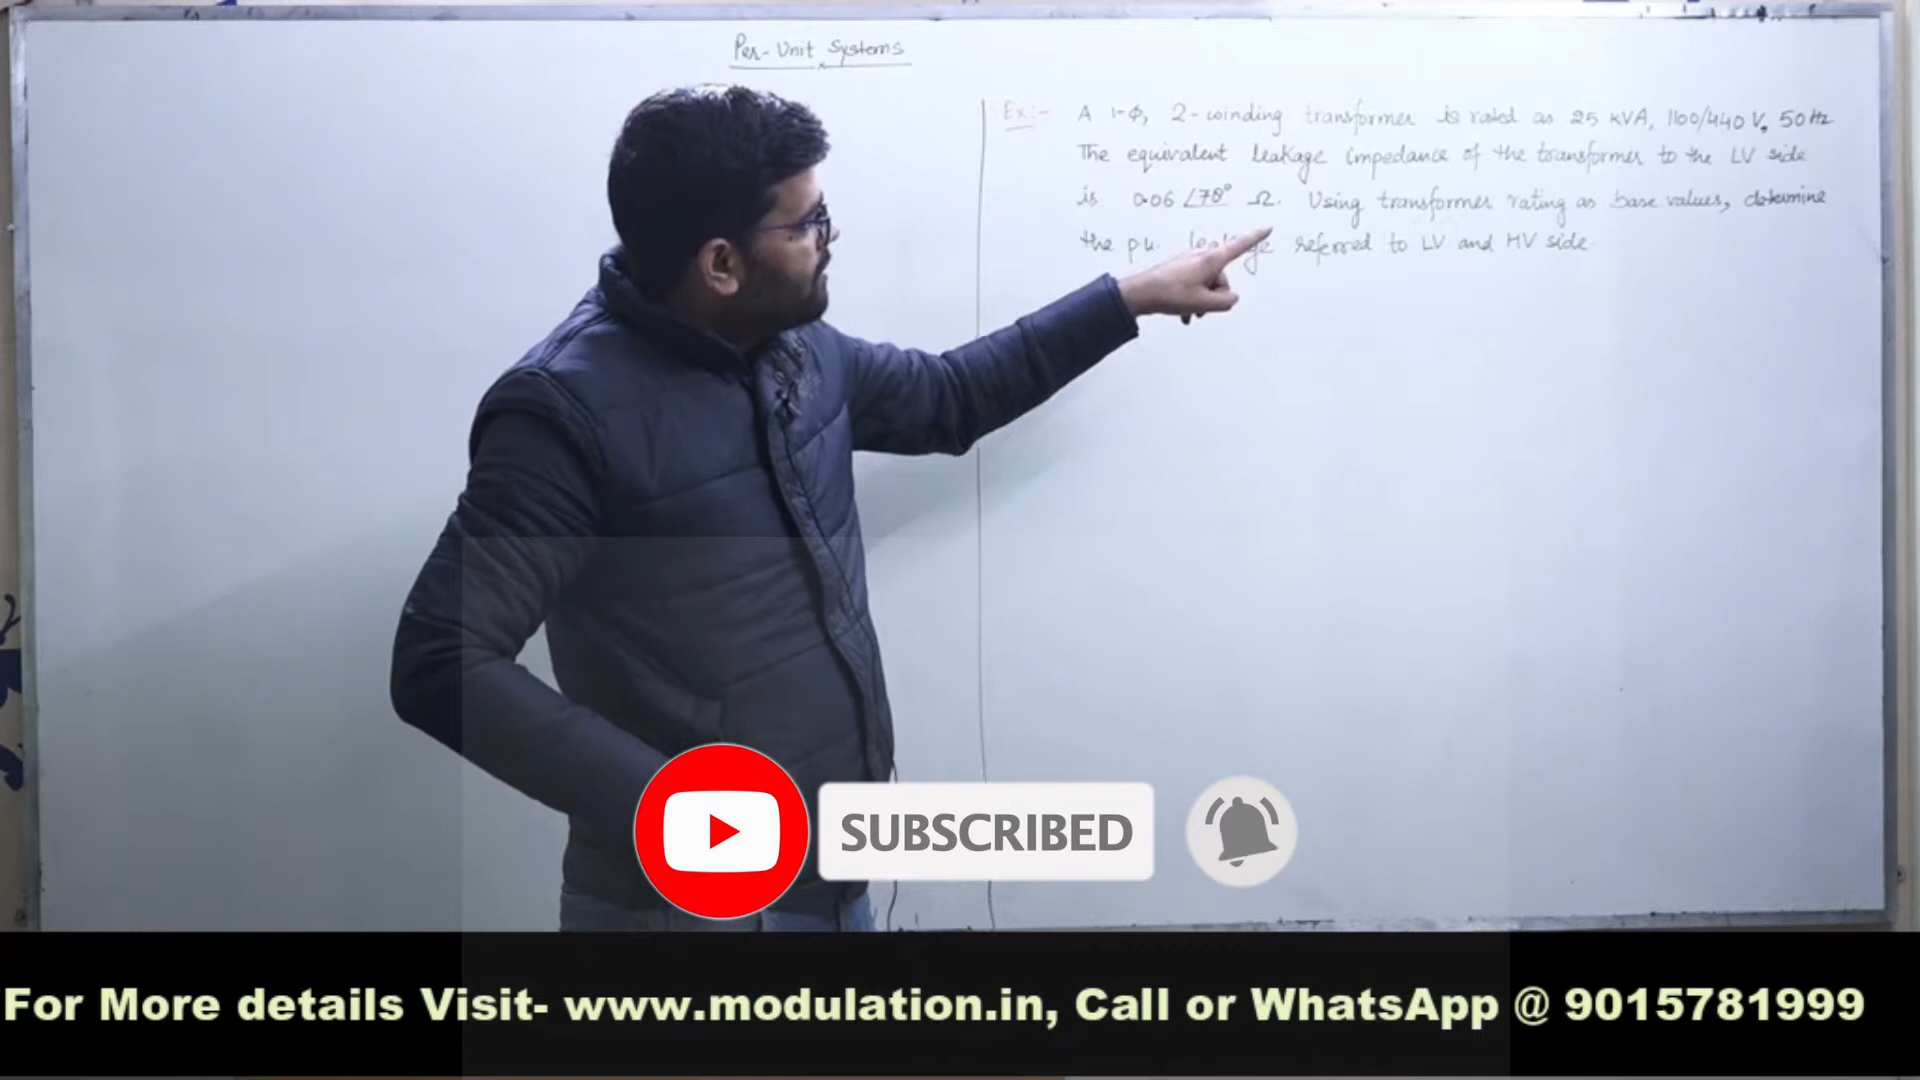 Per-Unit Systems
Ex:- A 1-Φ, 2-winding transformer is rated as 25 KVA, 1100/440 V, 50 Hz
The equivalent leakage impedance of the transformer to the LV side
is 0.06 ∠78° Ω. Using transformer rating as base values, determine
the p.u. leakage referred to LV and HV side
SUBSCRIBED
For More details Visit- www.modulation.in, Call or WhatsApp @ 9015781999